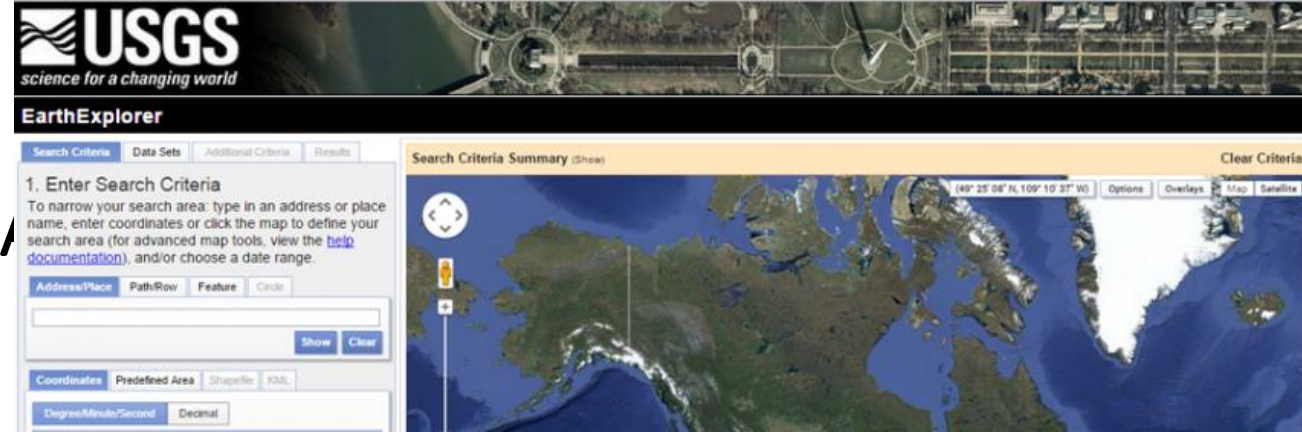 USGS
science for a changing world
EarthExplorer
Search Criteria Data Sets Additional Criteria Results
1. Enter Search Criteria
To narrow your search area: type in an address or place
name, enter coordinates or click the map to define your
search area (for advanced map tools, view the help
documentation), and/or choose a date range.
Address/Place Path/Row Feature Circle
Show Clear
Coordinates Predefined Area Shapefile KML
Degree/Minute/Second Decimal
Search Criteria Summary (Show) Clear Criteria
(49° 25' 08" N, 109° 10' 37" W) Options Overlays Map Satellite